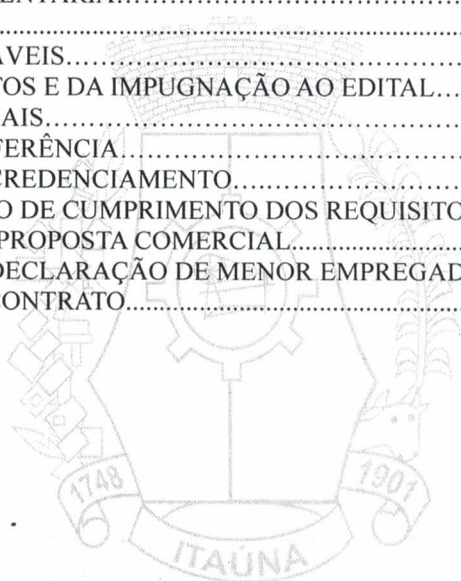 ENTÁRIA....................................
.................................................
ÁVEIS..........................................
TOS E DA IMPUGNAÇÃO AO EDITAL....
AIS..............................................
FERÊNCIA....................................
CREDENCIAMENTO.........................
O DE CUMPRIMENTO DOS REQUISITO
PROPOSTA COMERCIAL....................
DECLARAÇÃO DE MENOR EMPREGAD
CONTRATO....................................
1748
1901
ITAÚNA